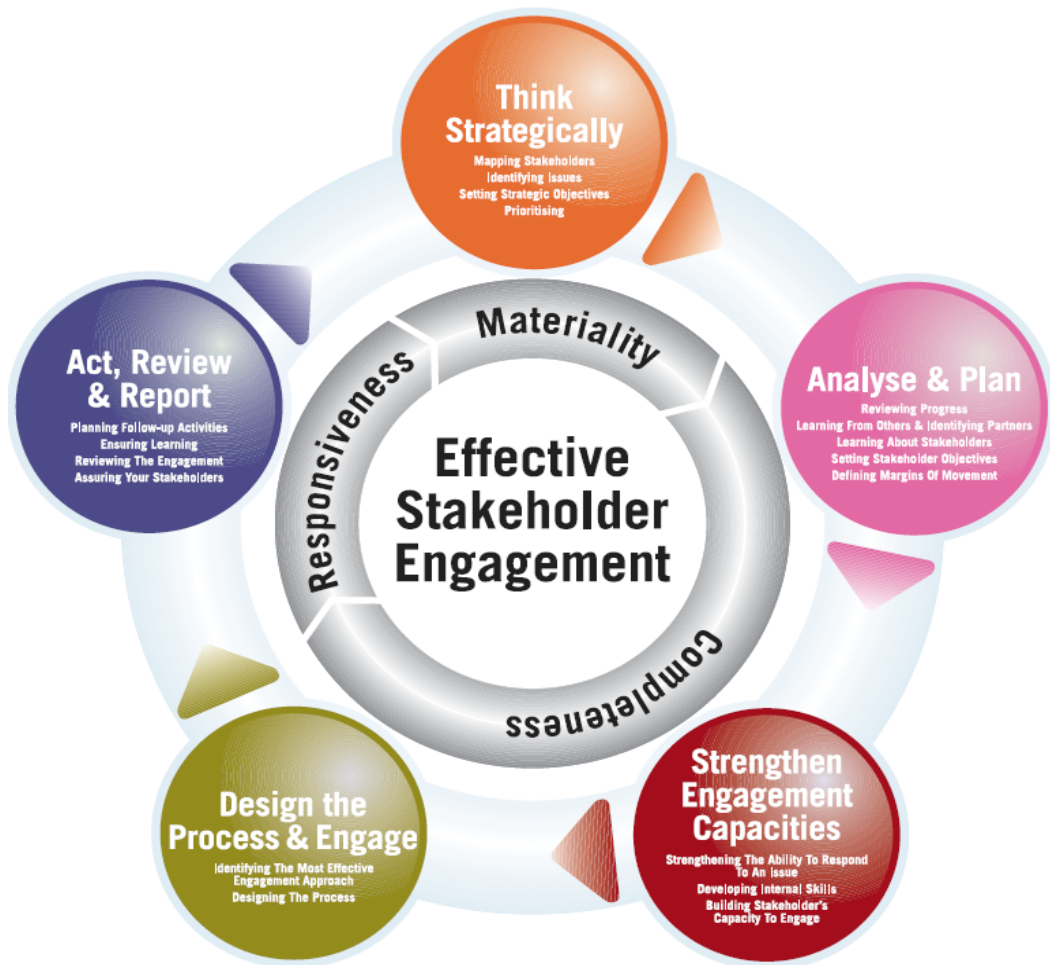 Think
Strategically
Mapping Stakeholders
Identifying Issues
Setting Strategic Objectives
Prioritising
Analyse & Plan
Reviewing Progress
Learning From Others & Identifying Partners
Learning About Stakeholders
Setting Stakeholder Objectives
Defining Margins Of Movement
Strengthen
Engagement
Capacities
Strengthening The Ability To Respond
To An Issue
Developing Internal Skills
Building Stakeholder's
Capacity To Engage
Design the
Process & Engage
Identifying The Most Effective
Engagement Approach
Designing The Process
Act, Review
& Report
Planning Follow-up Activities
Ensuring Learning
Reviewing The Engagement
Assuring Your Stakeholders
Materiality
Completeness
Responsiveness
Effective
Stakeholder
Engagement